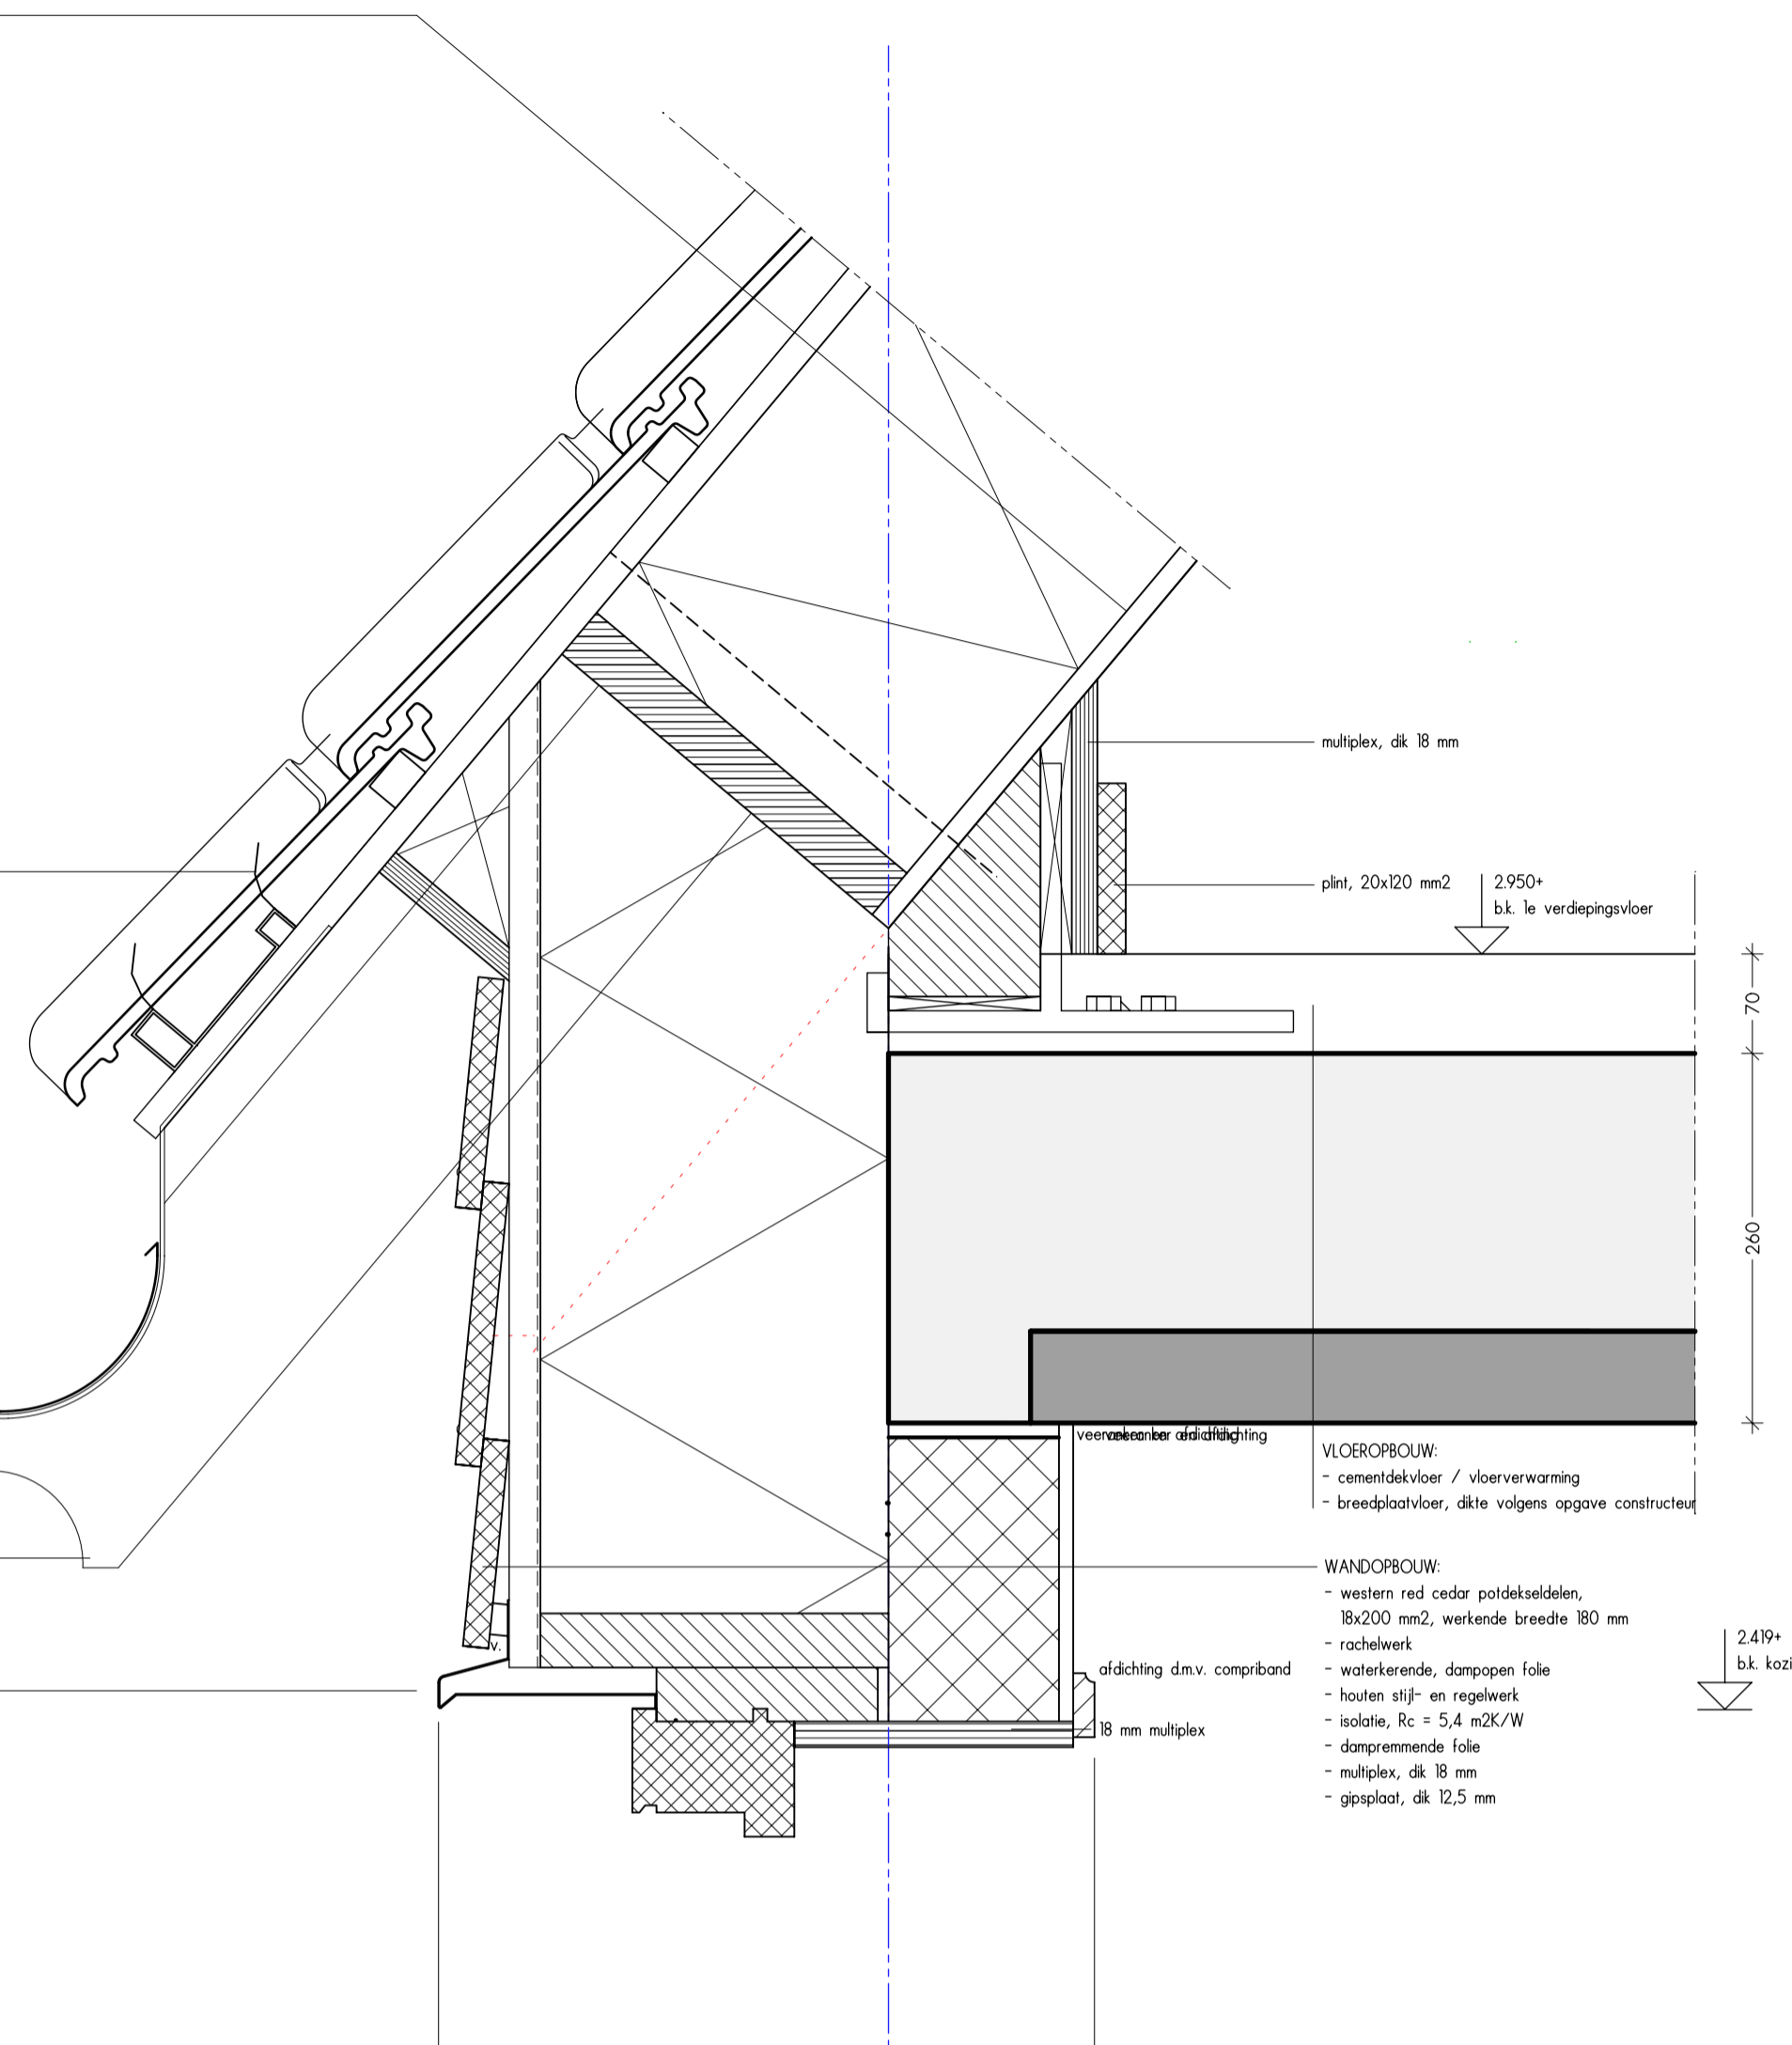 multiplex, dik 18 mm
plint, 20x120 mm2
2.950+
b.k. 1e verdiepingsvloer
70
260
VLOEROPBOUW:
- cementdekvloer / vloerverwarming
- breedplaatvloer, dikte volgens opgave constructeur
WANDOPBOUW:
- western red cedar potdekseldelen,
18x200 mm2, werkende breedte 180 mm
- rachelwerk
- waterkerende, dampopen folie
- houten stijl- en regelwerk
- isolatie, Rc = 5,4 m2K/W
- dampremmende folie
- multiplex, dik 18 mm
- gipsplaat, dik 12,5 mm
2.419+
b.k. kozi
v.
afdichting d.m.v. compriband
18 mm multiplex